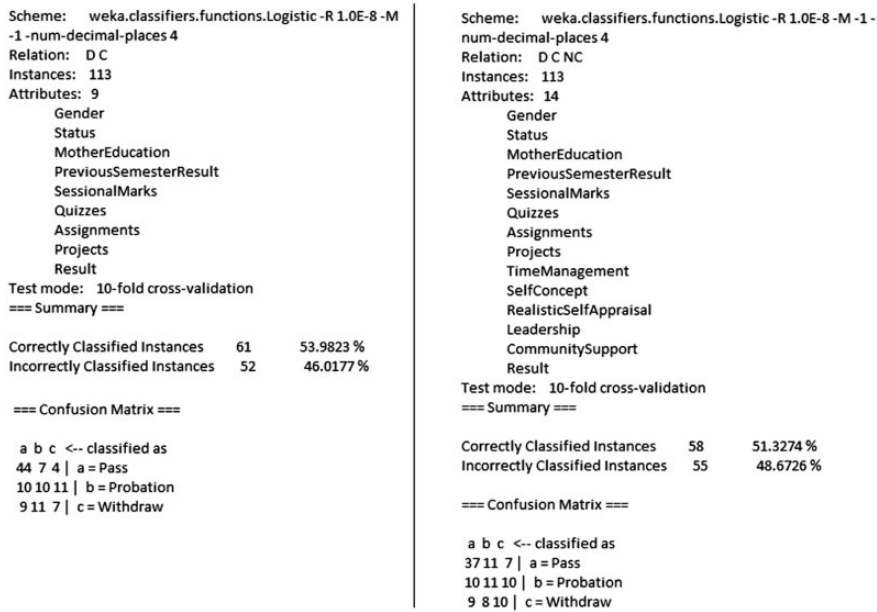 Scheme: weka.classifiers.functions.Logistic -R 1.0E-8 -M
-1 -num-decimal-places 4
Relation: D C
Instances: 113
Attributes: 9
Gender
Status
MotherEducation
PreviousSemesterResult
SessionalMarks
Quizzes
Assignments
Projects
Result
Test mode: 10-fold cross-validation
=== Summary ===
Correctly Classified Instances 61 53.9823 %
Incorrectly Classified Instances 52 46.0177 %
=== Confusion Matrix ===
a b c <-- classified as
44 7 4 | a = Pass
10 10 11 | b = Probation
9 11 7 | c = Withdraw
Scheme: weka.classifiers.functions.Logistic -R 1.0E-8 -M -1 -
num-decimal-places 4
Relation: D C NC
Instances: 113
Attributes: 14
Gender
Status
MotherEducation
PreviousSemesterResult
SessionalMarks
Quizzes
Assignments
Projects
TimeManagement
SelfConcept
RealisticSelfAppraisal
Leadership
CommunitySupport
Result
Test mode: 10-fold cross-validation
=== Summary ===
Correctly Classified Instances 58 51.3274 %
Incorrectly Classified Instances 55 48.6726 %
=== Confusion Matrix ===
a b c <-- classified as
37 11 7 | a = Pass
10 11 10 | b = Probation
9 8 10 | c = Withdraw